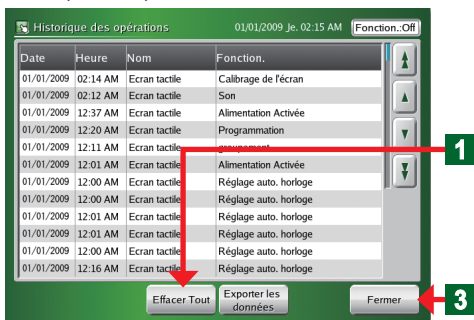 Historique des opérations 01/01/2009 Je. 02:15 AM Fonction.:Off
Date Heure Nom Fonction.
01/01/2009 02:14 AM Ecran tactile Calibrage de l'écran
01/01/2009 02:12 AM Ecran tactile Son
01/01/2009 12:37 AM Ecran tactile Alimentation Activée
01/01/2009 12:20 AM Ecran tactile Programmation
01/01/2009 12:11 AM Ecran tactile
01/01/2009 12:01 AM Ecran tactile Alimentation Activée
01/01/2009 12:00 AM Ecran tactile Réglage auto. horloge
01/01/2009 12:00 AM Ecran tactile Réglage auto. horloge
01/01/2009 12:01 AM Ecran tactile Réglage auto. horloge
01/01/2009 12:01 AM Ecran tactile Réglage auto. horloge
01/01/2009 12:00 AM Ecran tactile Réglage auto. horloge
01/01/2009 12:16 AM Ecran tactile Réglage auto. horloge
1
Effacer Tout Exporter les données Fermer
3